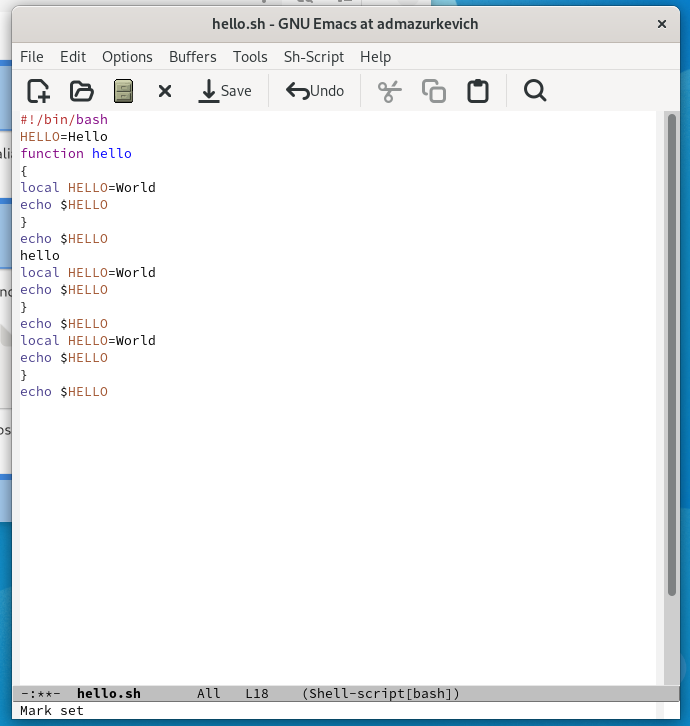 hello.sh - GNU Emacs at admazurkevich
File Edit Options Buffers Tools Sh-Script Help
Save Undo
#!/bin/bash
HELLO=Hello
function hello
{
local HELLO=World
echo $HELLO
}
echo $HELLO
hello
local HELLO=World
echo $HELLO
}
echo $HELLO
local HELLO=World
echo $HELLO
}
echo $HELLO
-:**- hello.sh All L18 (Shell-script[bash])
Mark set